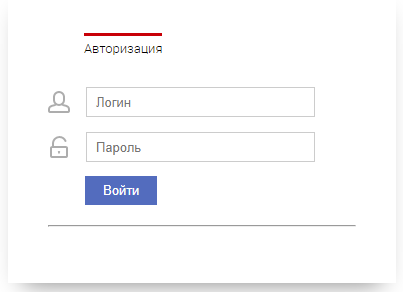 Авторизация
Логин
Пароль
Войти